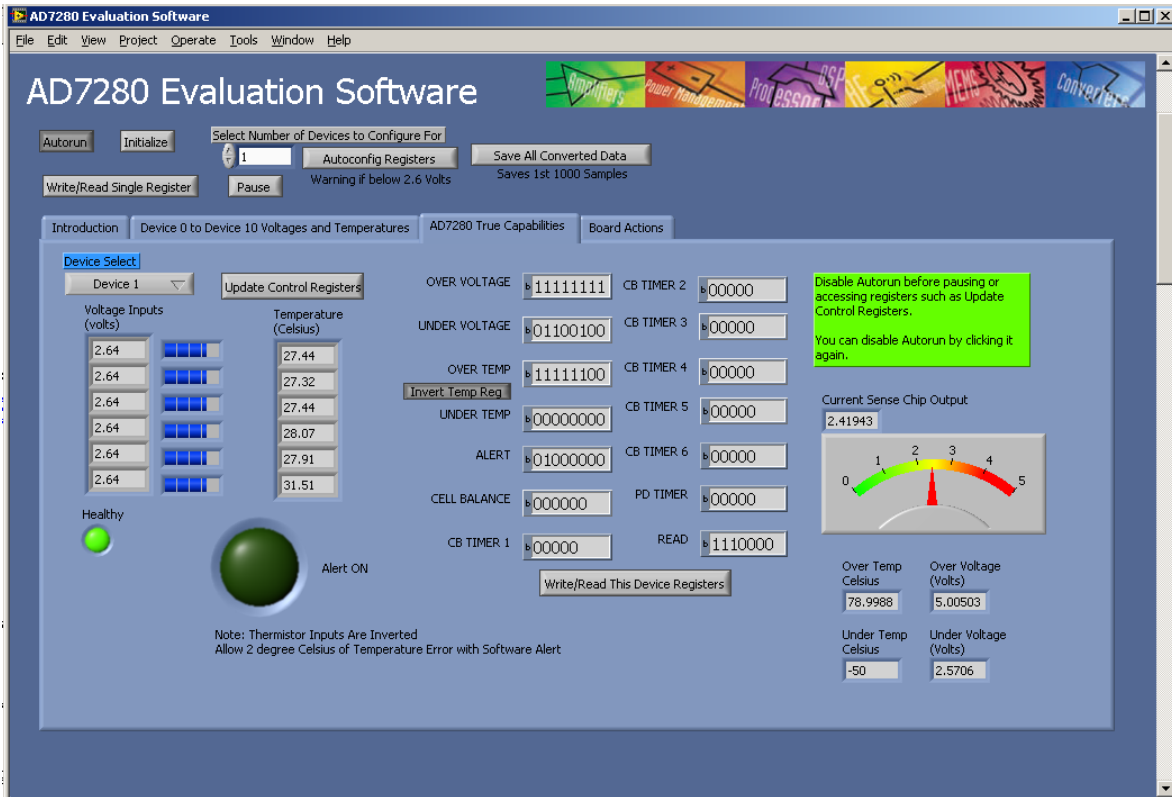 AD7280 Evaluation Software
File Edit View Project Operate Tools Window Help
AD7280 Evaluation Software
Amplifiers Power Management Processors DSP RF MEMS Converters
Autorun Initialize
Select Number of Devices to Configure For
1
Autoconfig Registers
Warning if below 2.6 Volts
Save All Converted Data
Saves 1st 1000 Samples
Write/Read Single Register
Pause
Introduction Device 0 to Device 10 Voltages and Temperatures AD7280 True Capabilities Board Actions
Device Select
Device 1
Update Control Registers
Voltage Inputs
(volts)
2.64
2.64
2.64
2.64
2.64
2.64
Temperature
(Celsius)
27.44
27.32
27.44
28.07
27.91
31.51
Healthy
Alert ON
Note: Thermistor Inputs Are Inverted
Allow 2 degree Celsius of Temperature Error with Software Alert
OVER VOLTAGE b 11111111
UNDER VOLTAGE b 01100100
OVER TEMP b 11111100
Invert Temp Reg
UNDER TEMP b 00000000
ALERT b 01000000
CELL BALANCE b 000000
CB TIMER 1 b 00000
CB TIMER 2 b 00000
CB TIMER 3 b 00000
CB TIMER 4 b 00000
CB TIMER 5 b 00000
CB TIMER 6 b 00000
PD TIMER b 00000
READ b 1110000
Write/Read This Device Registers
Disable Autorun before pausing or
accessing registers such as Update
Control Registers.
You can disable Autorun by clicking it
again.
Current Sense Chip Output
2.41943
0 1 2 3 4 5
Over Temp
Celsius
78.9988
Over Voltage
(Volts)
5.00503
Under Temp
Celsius
-50
Under Voltage
(Volts)
2.5706